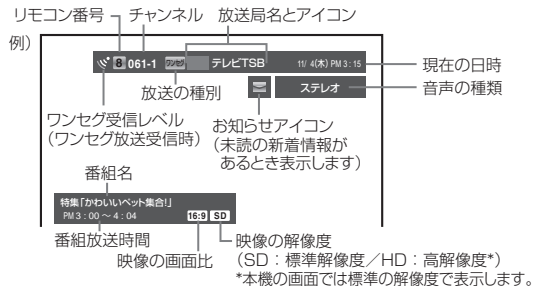 リモコン番号 チャンネル 放送局名とアイコン
例)
8 061-1 ワンセグ テレビTSB 11/ 4(木) PM 3:15
現在の日時
ステレオ
音声の種類
放送の種別
ワンセグ受信レベル
(ワンセグ放送受信時)
お知らせアイコン
(未読の新着情報が
あるとき表示します)
番組名
特集「かわいいペット集合!」
PM 3:00 ~ 4:04 16:9 SD
番組放送時間
映像の画面比
映像の解像度
(SD:標準解像度/HD:高解像度*)
*本機の画面では標準の解像度で表示します。